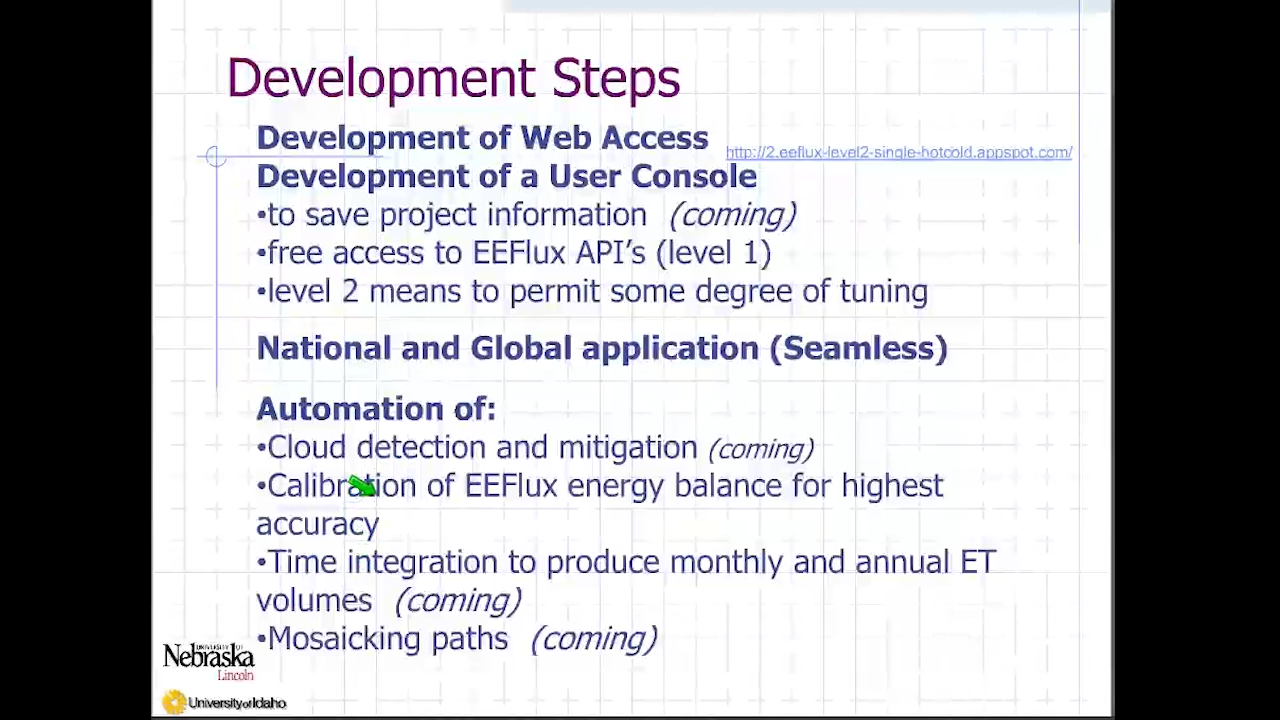 Development Steps
Development of Web Access
http://2.eeflux-level2-single-hotcold.appspot.com/
Development of a User Console
•to save project information (coming)
•free access to EEFlux API’s (level 1)
•level 2 means to permit some degree of tuning
National and Global application (Seamless)
Automation of:
•Cloud detection and mitigation (coming)
•Calibration of EEFlux energy balance for highest
accuracy
•Time integration to produce monthly and annual ET
volumes (coming)
•Mosaicking paths (coming)
UNIVERSITY OF
Nebraska
Lincoln
University of Idaho